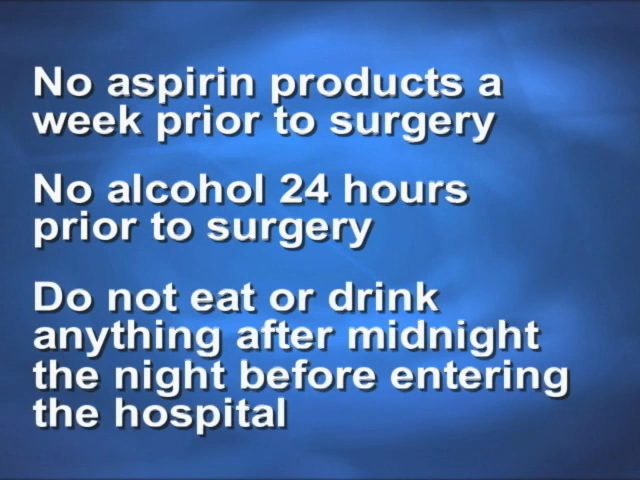 No aspirin products a
week prior to surgery
No alcohol 24 hours
prior to surgery
Do not eat or drink
anything after midnight
the night before entering
the hospital